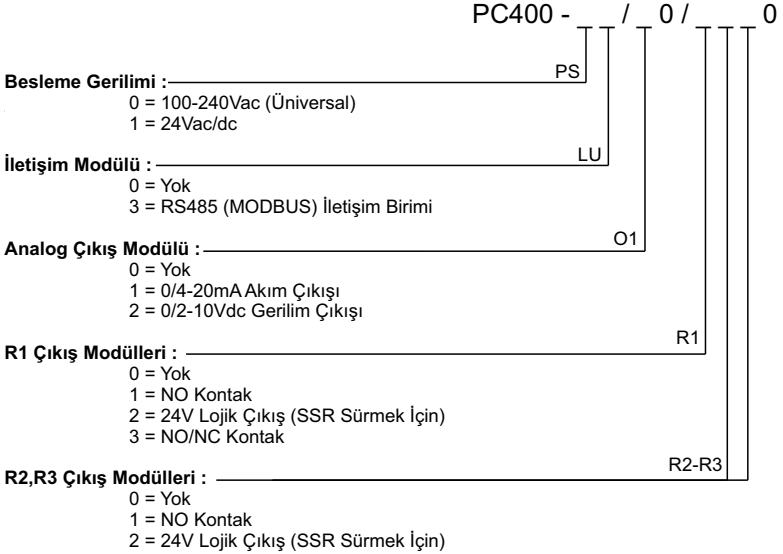 PC400 - _ _ / _ 0 / _ _ _ 0
PS
Besleme Gerilimi :
0 = 100-240Vac (Üniversal)
1 = 24Vac/dc
LU
İletişim Modülü :
0 = Yok
3 = RS485 (MODBUS) İletişim Birimi
O1
Analog Çıkış Modülü :
0 = Yok
1 = 0/4-20mA Akım Çıkışı
2 = 0/2-10Vdc Gerilim Çıkışı
R1
R1 Çıkış Modülleri :
0 = Yok
1 = NO Kontak
2 = 24V Lojik Çıkış (SSR Sürmek İçin)
3 = NO/NC Kontak
R2-R3
R2,R3 Çıkış Modülleri :
0 = Yok
1 = NO Kontak
2 = 24V Lojik Çıkış (SSR Sürmek İçin)